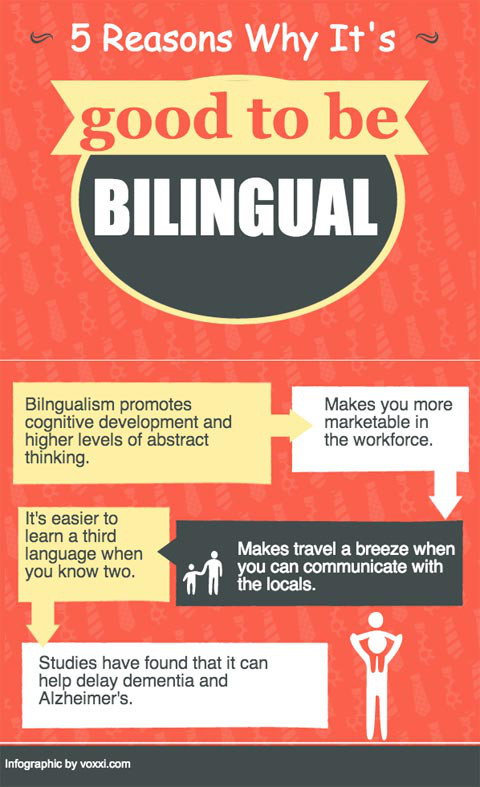 5 Reasons Why It's
good to be
BILINGUAL
Bilngualism promotes
cognitive development and
higher levels of abstract
thinking.
Makes you more
marketable in
the workforce.
Makes travel a breeze when
you can communicate with
the locals.
It's easier to
learn a third
language when
you know two.
Studies have found that it can
help delay dementia and
Alzheimer's.
Infographic by voxxi.com